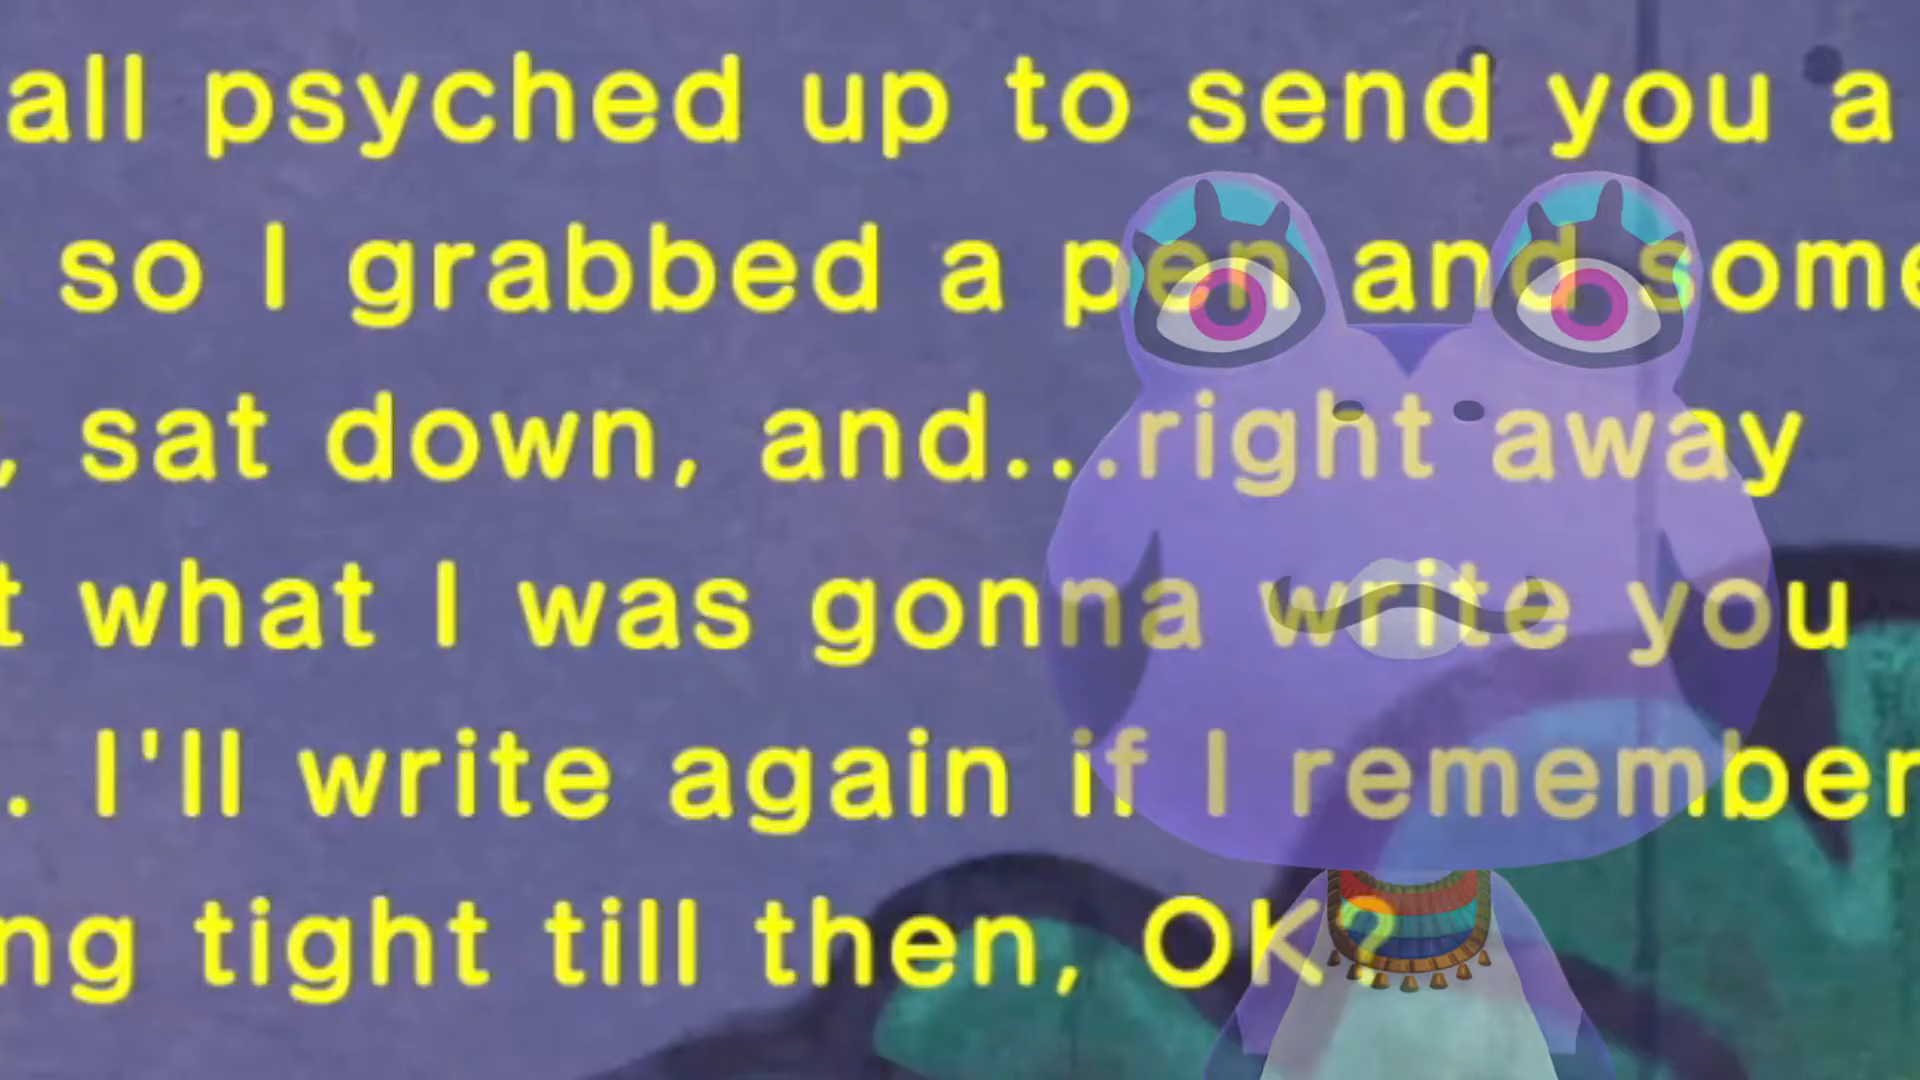 all psyched up to send you a
so I grabbed a pen and some
, sat down, and...right away
t what I was gonna write you
. I'll write again if I remember
ng tight till then, OK?